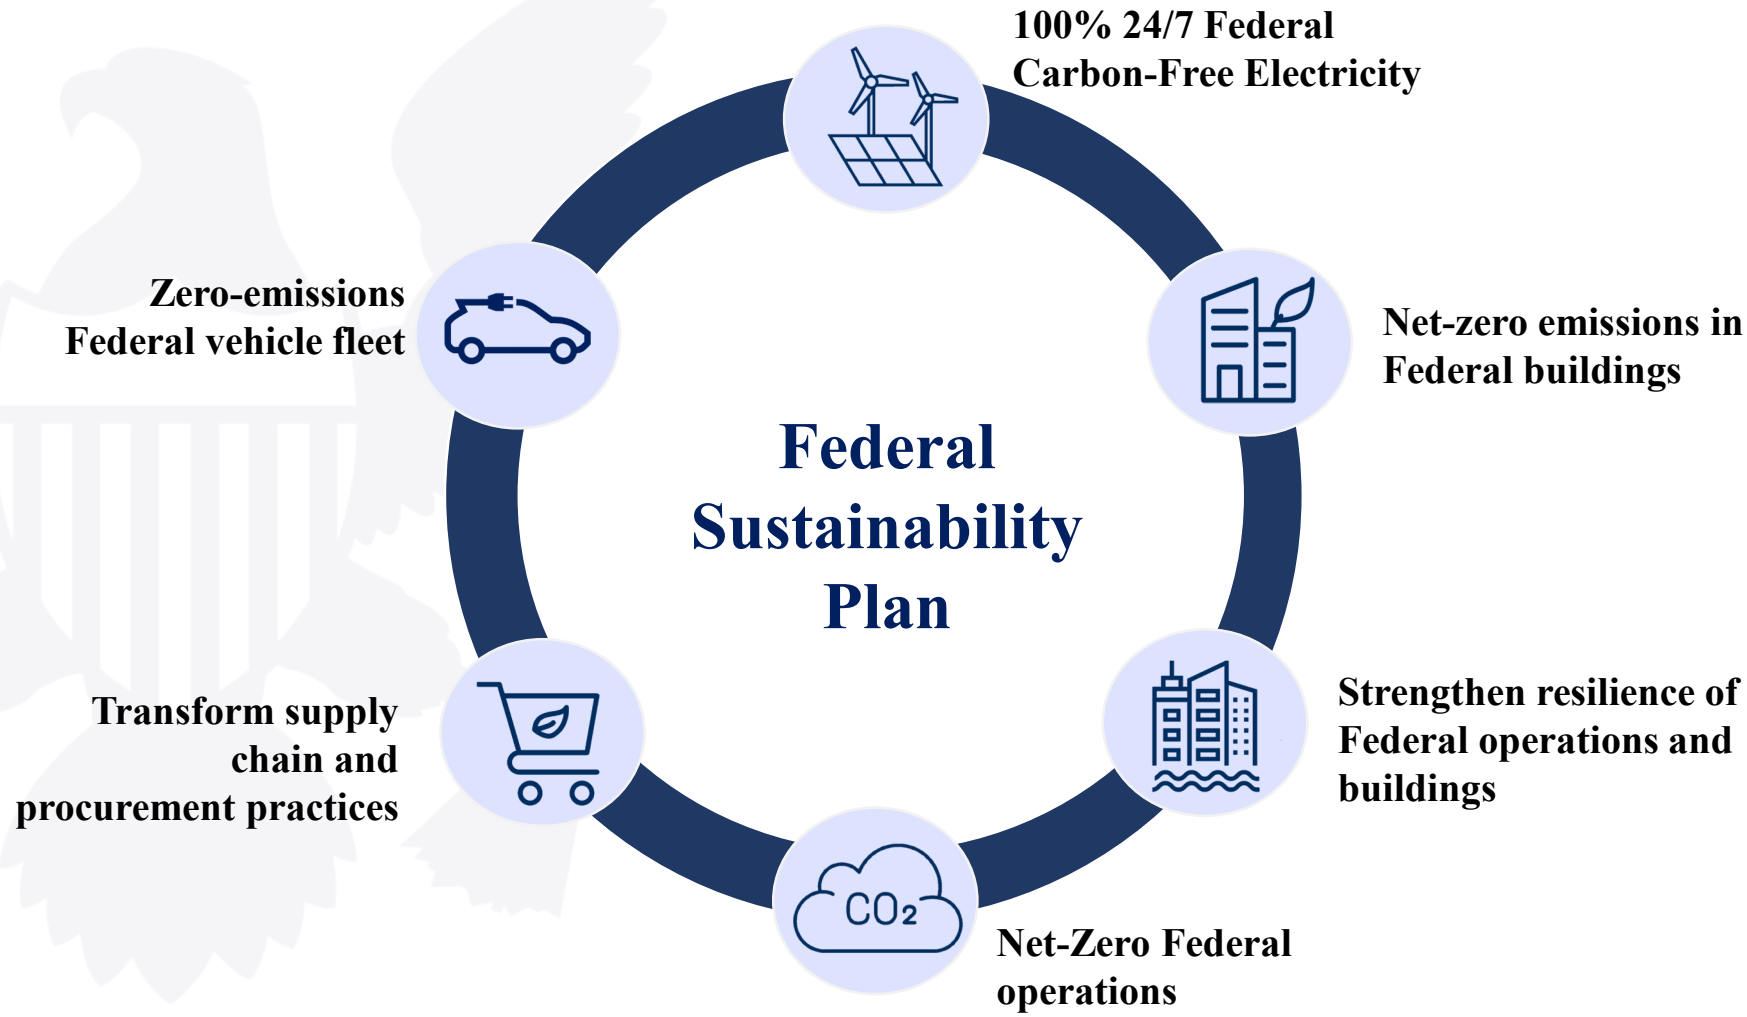 100% 24/7 Federal
Carbon-Free Electricity
Net-zero emissions in
Federal buildings
Strengthen resilience of
Federal operations and
buildings
Net-Zero Federal
operations
Transform supply
chain and
procurement practices
Zero-emissions
Federal vehicle fleet
Federal
Sustainability
Plan
CO₂